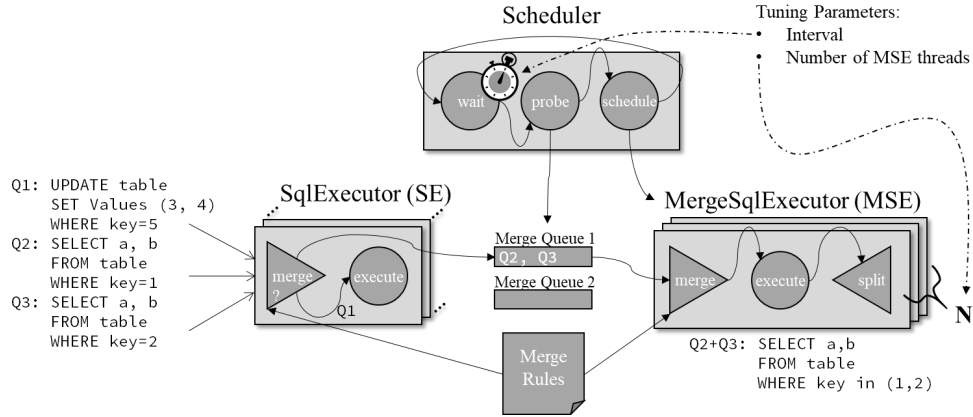 Scheduler
Tuning Parameters:
• Interval
• Number of MSE threads
wait
probe
schedule
Q1: UPDATE table
SET Values (3, 4)
WHERE key=5
Q2: SELECT a, b
FROM table
WHERE key=1
Q3: SELECT a, b
FROM table
WHERE key=2
SqlExecutor (SE)
merge
?
execute
Q1
Merge Queue 1
Q2, Q3
Merge Queue 2
Merge
Rules
MergeSqlExecutor (MSE)
merge
execute
split
N
Q2+Q3: SELECT a,b
FROM table
WHERE key in (1,2)